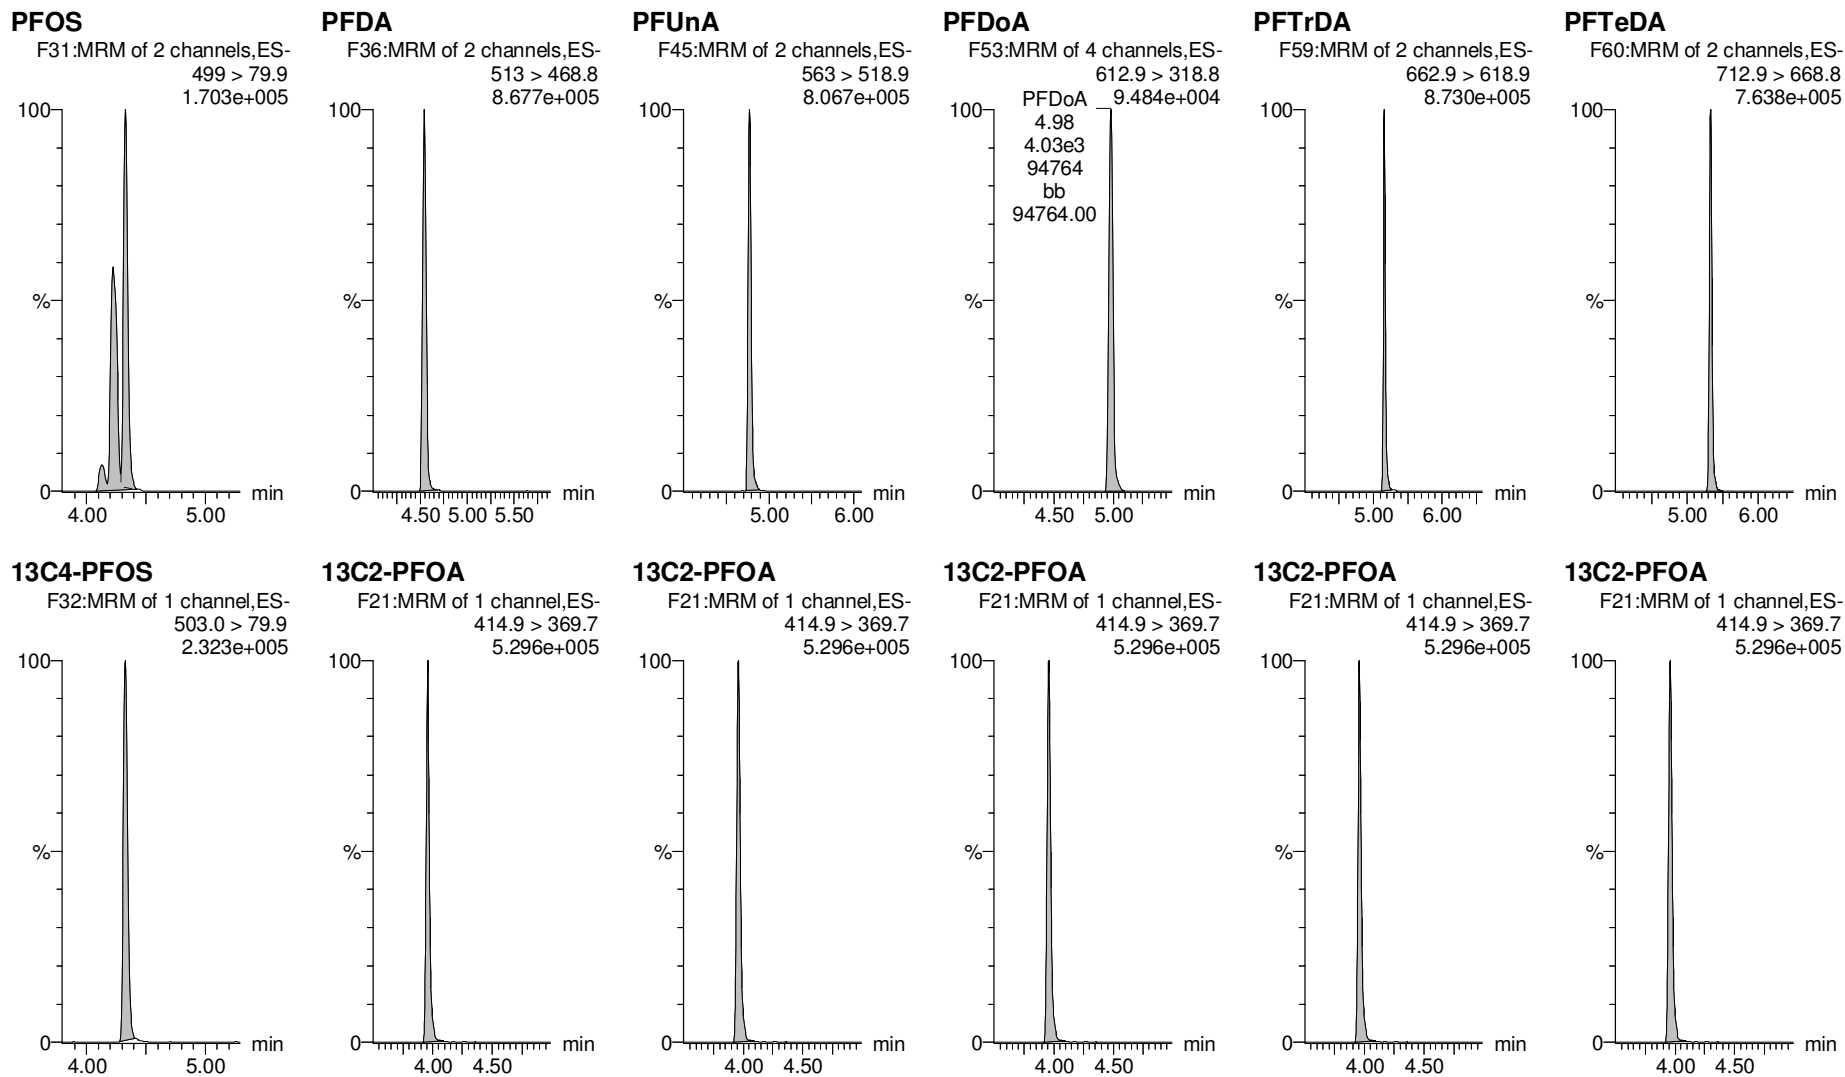 PFOS
F31:MRM of 2 channels,ES-
499 > 79.9
1.703e+005
100
%
0
4.00 5.00
min
PFDA
F36:MRM of 2 channels,ES-
513 > 468.8
8.677e+005
100
%
0
4.50 5.00 5.50
min
PFUnA
F45:MRM of 2 channels,ES-
563 > 518.9
8.067e+005
100
%
0
5.00 6.00
min
PFDoA
F53:MRM of 4 channels,ES-
612.9 > 318.8
9.484e+004
PFDoA
4.98
4.03e3
94764
bb
94764.00
100
%
0
4.50 5.00
min
PFTrDA
F59:MRM of 2 channels,ES-
662.9 > 618.9
8.730e+005
100
%
0
5.00 6.00
min
PFTeDA
F60:MRM of 2 channels,ES-
712.9 > 668.8
7.638e+005
100
%
0
5.00 6.00
min
13C4-PFOS
F32:MRM of 1 channel,ES-
503.0 > 79.9
2.323e+005
100
%
0
4.00 5.00
min
13C2-PFOA
F21:MRM of 1 channel,ES-
414.9 > 369.7
5.296e+005
100
%
0
4.00 4.50
min
13C2-PFOA
F21:MRM of 1 channel,ES-
414.9 > 369.7
5.296e+005
100
%
0
4.00 4.50
min
13C2-PFOA
F21:MRM of 1 channel,ES-
414.9 > 369.7
5.296e+005
100
%
0
4.00 4.50
min
13C2-PFOA
F21:MRM of 1 channel,ES-
414.9 > 369.7
5.296e+005
100
%
0
4.00 4.50
min
13C2-PFOA
F21:MRM of 1 channel,ES-
414.9 > 369.7
5.296e+005
100
%
0
4.00 4.50
min